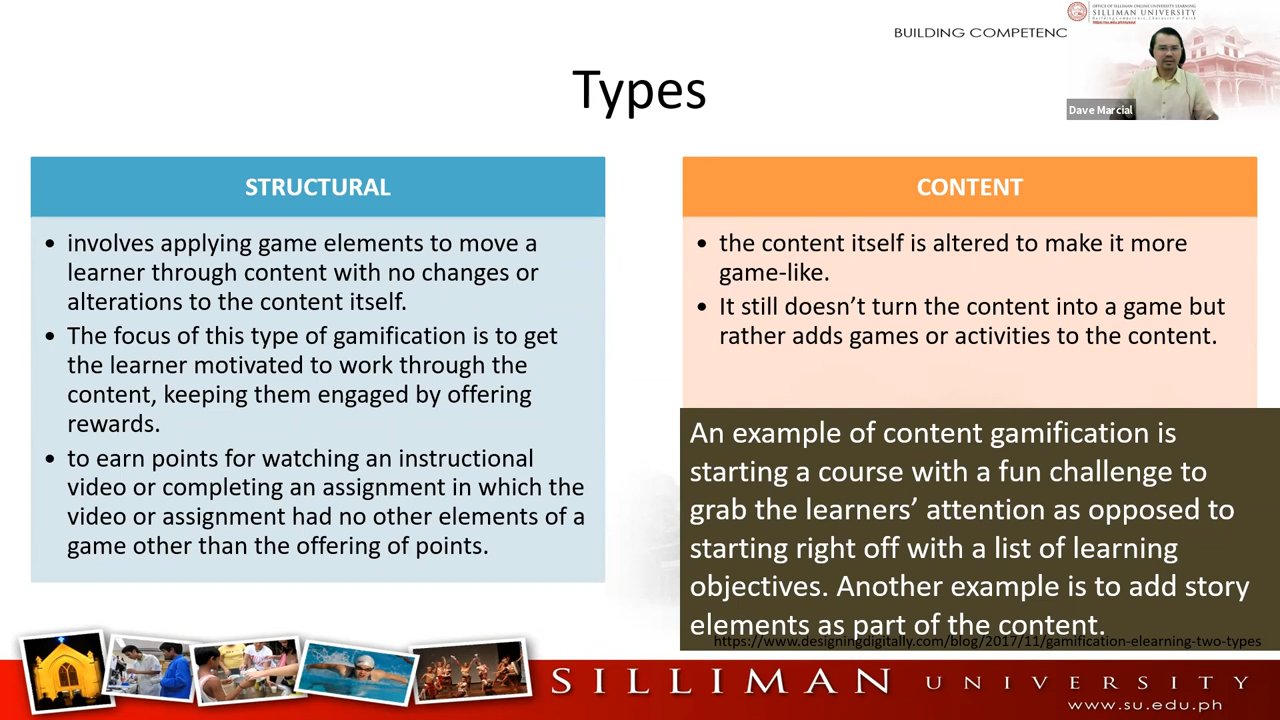 OFFICE OF SILLIMAN ONLINE UNIVERSITY LEARNING
SILLIMAN UNIVERSITY
BUILDING COMPETENC
Dave Marcial
Types
STRUCTURAL
• involves applying game elements to move a
learner through content with no changes or
alterations to the content itself.
• The focus of this type of gamification is to get
the learner motivated to work through the
content, keeping them engaged by offering
rewards.
• to earn points for watching an instructional
video or completing an assignment in which the
video or assignment had no other elements of a
game other than the offering of points.
CONTENT
• the content itself is altered to make it more
game-like.
• It still doesn’t turn the content into a game but
rather adds games or activities to the content.
An example of content gamification is
starting a course with a fun challenge to
grab the learners’ attention as opposed to
starting right off with a list of learning
objectives. Another example is to add story
elements as part of the content.
https://www.designingdigitally.com/blog/2017/11/gamification-elearning-two-types
SILLIMAN UNIVERSITY
www.su.edu.ph